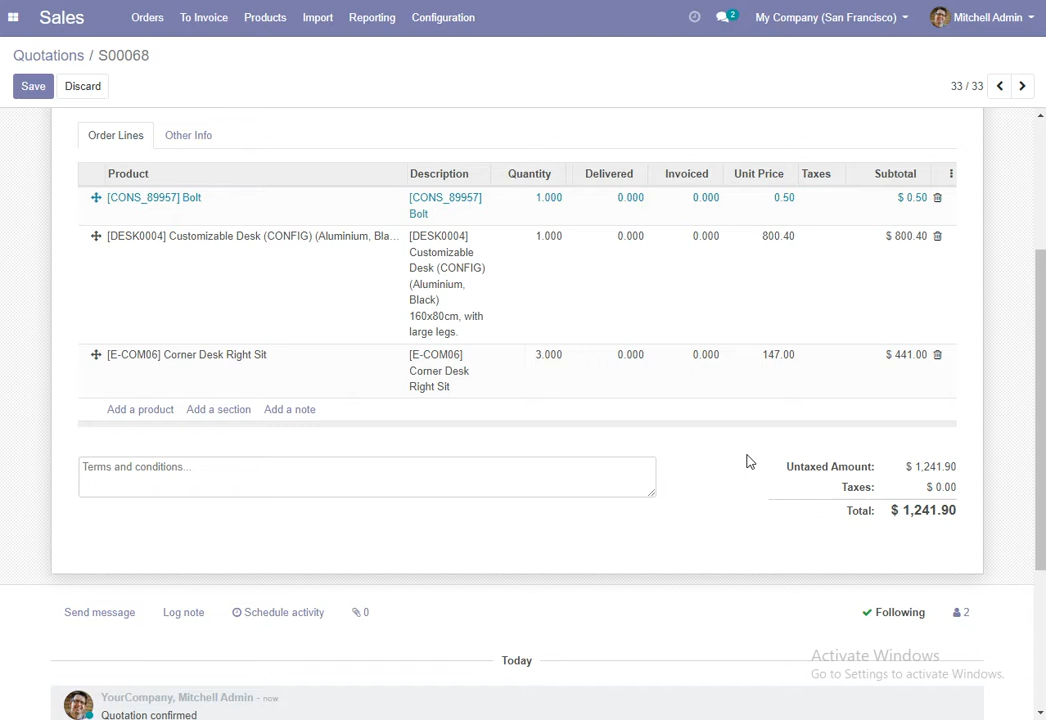 Sales Orders To Invoice Products Import Reporting Configuration 2 My Company (San Francisco) Mitchell Admin
Quotations / S00068
Save Discard 33 / 33
Order Lines Other Info
Product Description Quantity Delivered Invoiced Unit Price Taxes Subtotal
[CONS_89957] Bolt [CONS_89957] 1.000 0.000 0.000 0.50 $ 0.50
Bolt
[DESK0004] Customizable Desk (CONFIG) (Aluminium, Bla... [DESK0004] 1.000 0.000 0.000 800.40 $ 800.40
Customizable
Desk (CONFIG)
(Aluminium,
Black)
160x80cm, with
large legs.
[E-COM06] Corner Desk Right Sit [E-COM06] 3.000 0.000 0.000 147.00 $ 441.00
Corner Desk
Right Sit
Add a product Add a section Add a note
Terms and conditions... Untaxed Amount: $ 1,241.90
Taxes: $ 0.00
Total: $ 1,241.90
Send message Log note Schedule activity 0 Following 2
Today
Activate Windows
Go to Settings to activate Windows.
YourCompany, Mitchell Admin - now
Quotation confirmed